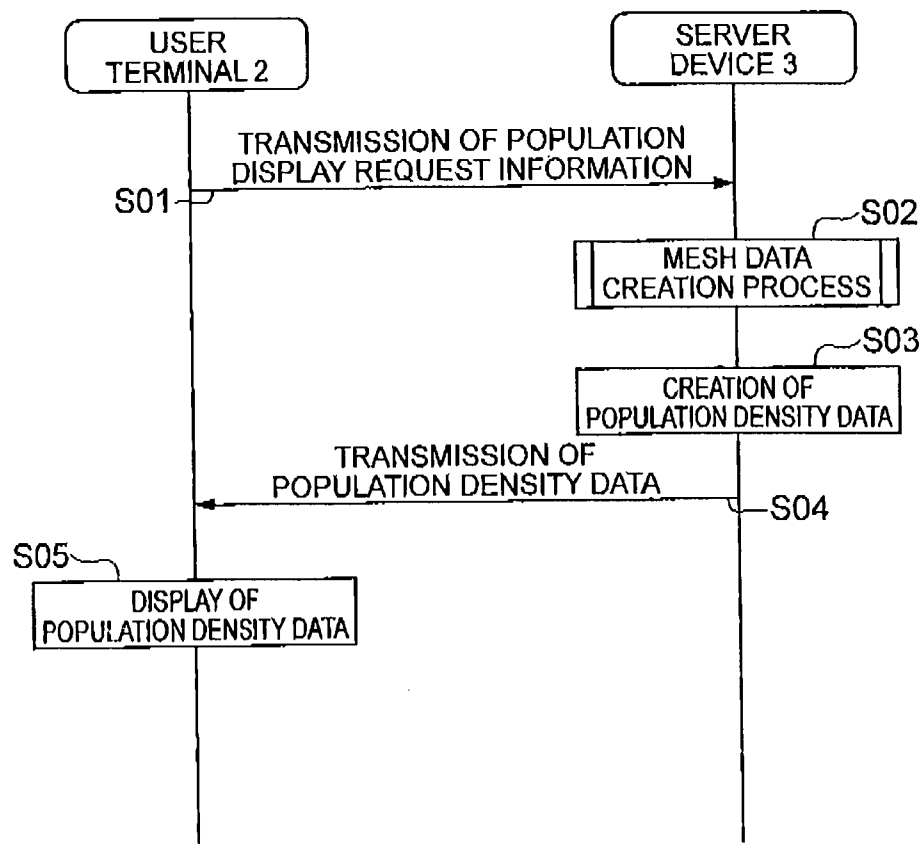 USER
TERMINAL 2
SERVER
DEVICE 3
TRANSMISSION OF POPULATION
DISPLAY REQUEST INFORMATION
S01
S02
MESH DATA
CREATION PROCESS
S03
CREATION OF
POPULATION DENSITY DATA
TRANSMISSION OF
POPULATION DENSITY DATA
S04
S05
DISPLAY OF
POPULATION DENSITY DATA